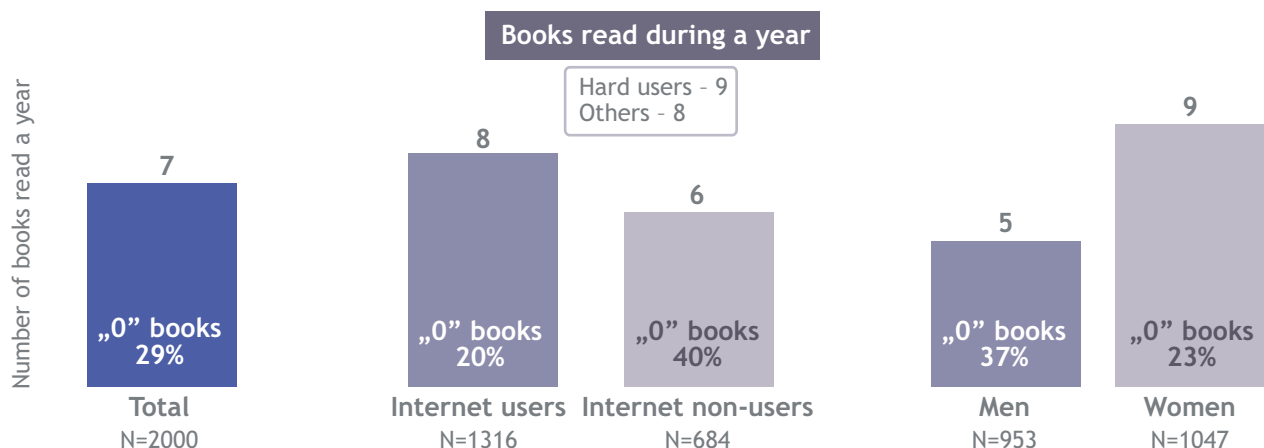 Books read during a year
Hard users – 9
Others – 8
Number of books read a year
7
„0” books
29%
Total
N=2000
8
„0” books
20%
Internet users
N=1316
6
„0” books
40%
Internet non-users
N=684
5
„0” books
37%
Men
N=953
9
„0” books
23%
Women
N=1047